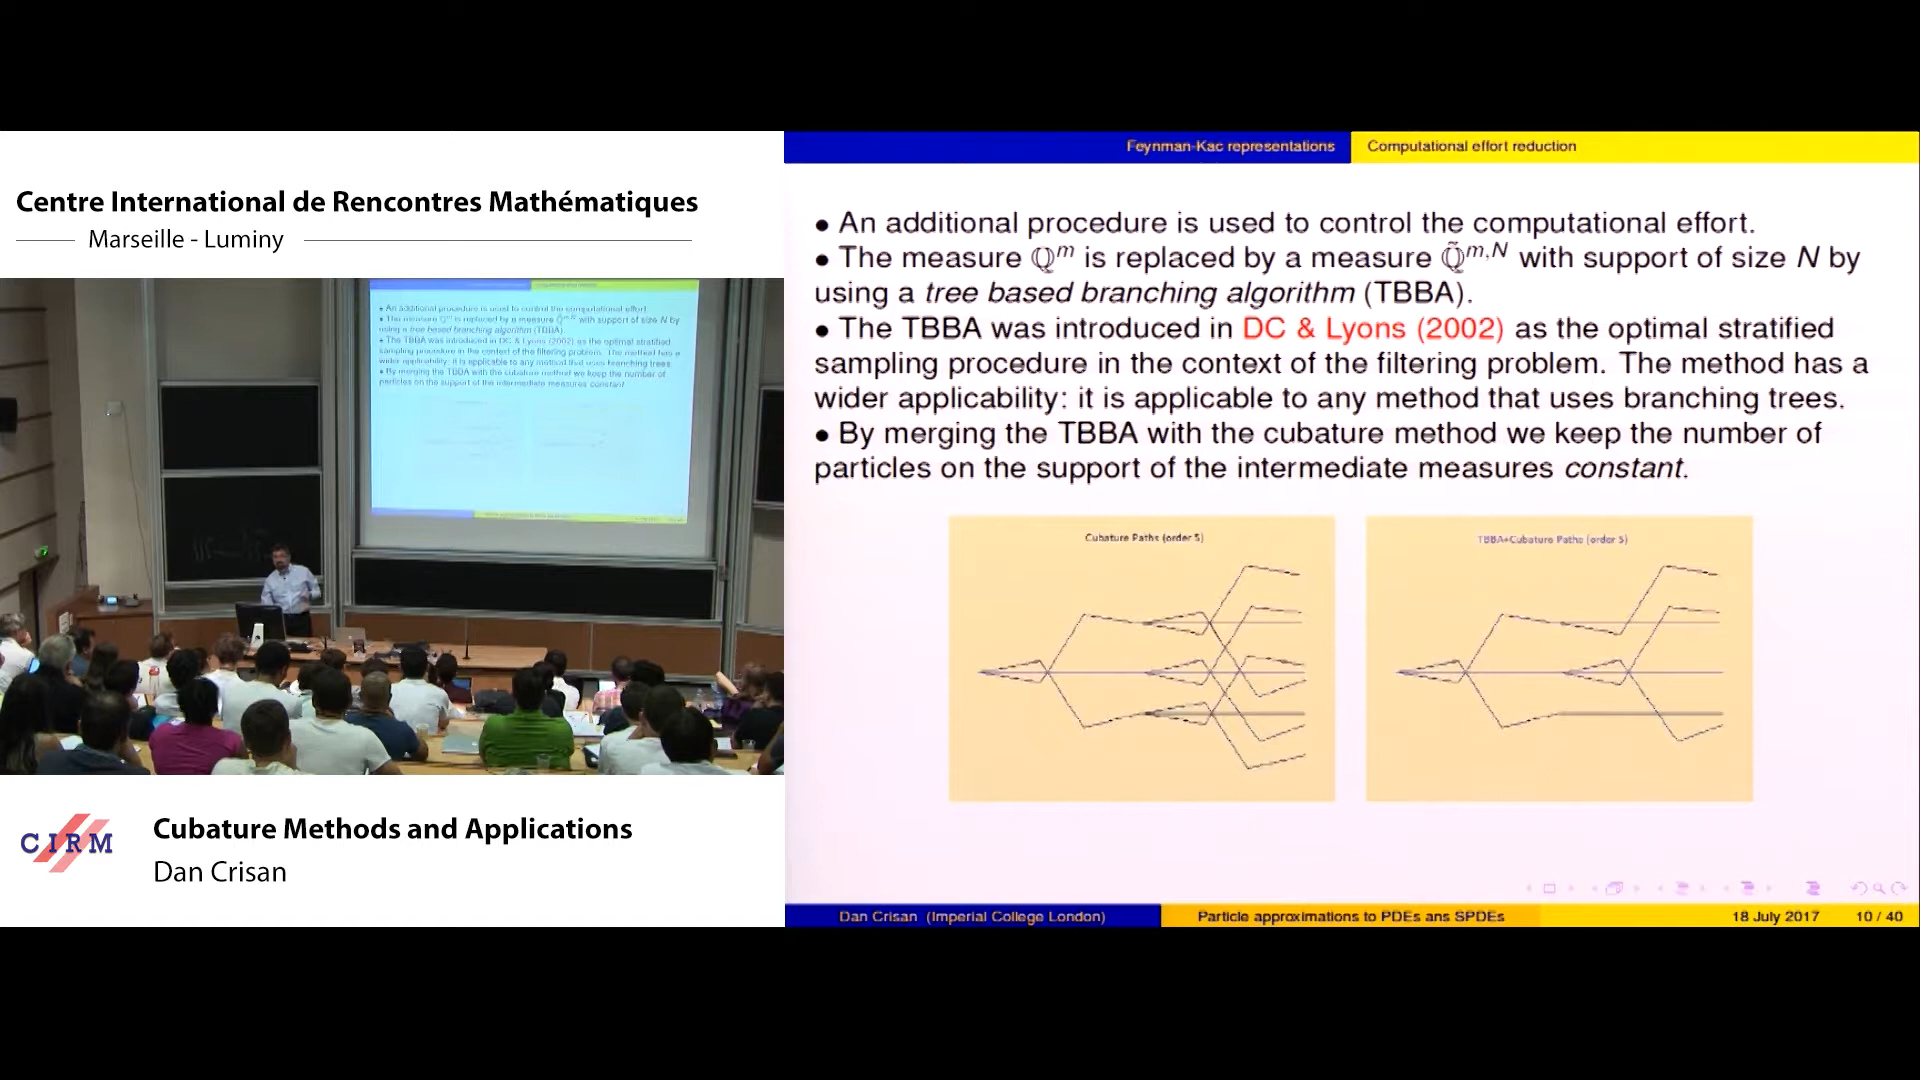 Centre International de Rencontres Mathématiques
Marseille - Luminy
CIRM
Cubature Methods and Applications
Dan Crisan
Feynman-Kac representations
Computational effort reduction
• An additional procedure is used to control the computational effort.
• The measure ℚᵐ is replaced by a measure ℚ̃ᵐ,ᴺ with support of size N by
using a tree based branching algorithm (TBBA).
• The TBBA was introduced in DC & Lyons (2002) as the optimal stratified
sampling procedure in the context of the filtering problem. The method has a
wider applicability: it is applicable to any method that uses branching trees.
• By merging the TBBA with the cubature method we keep the number of
particles on the support of the intermediate measures constant.
Cubature Paths (order 5)
TBBA+Cubature Paths (order 5)
Dan Crisan (Imperial College London)
Particle approximations to PDEs ans SPDEs
18 July 2017
10 / 40